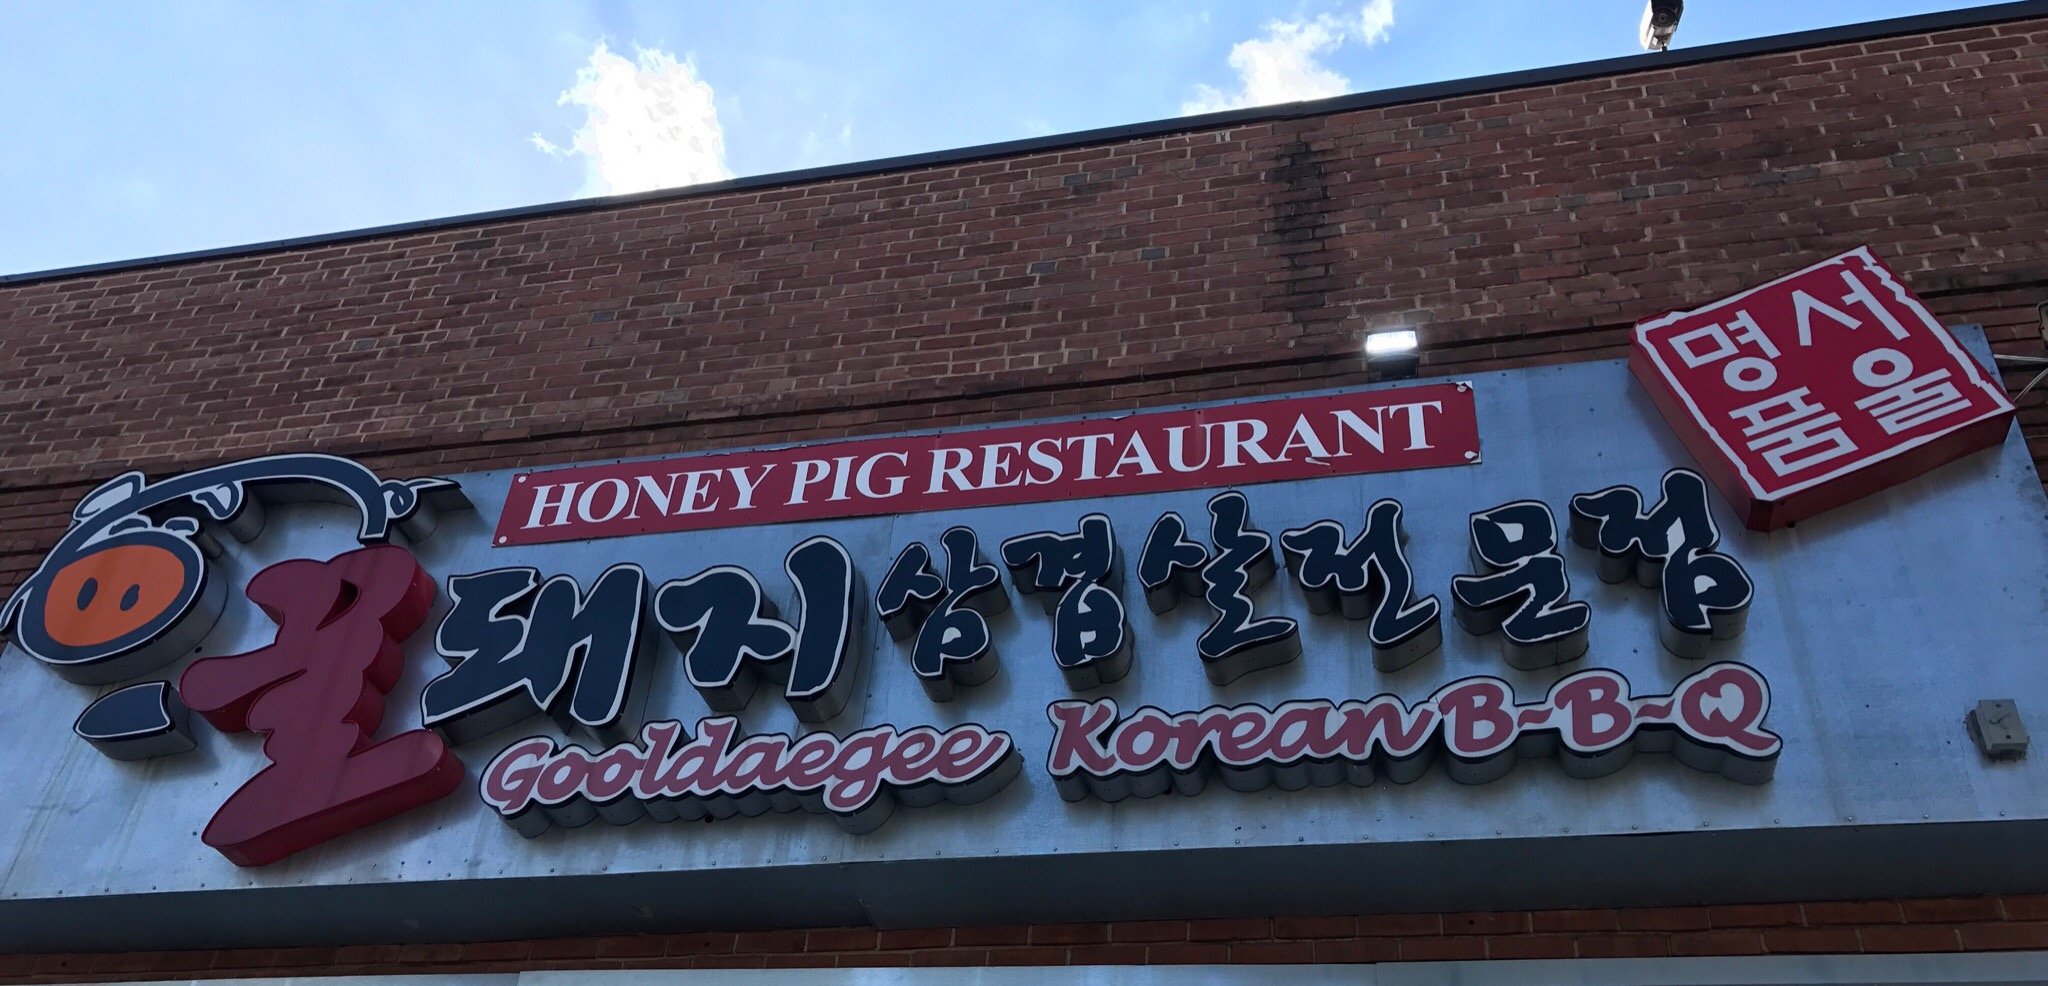 HONEY PIG RESTAURANT
서울
명품
꿀돼지 삼겹살 전문점
Gooldaegee Korean B-B-Q